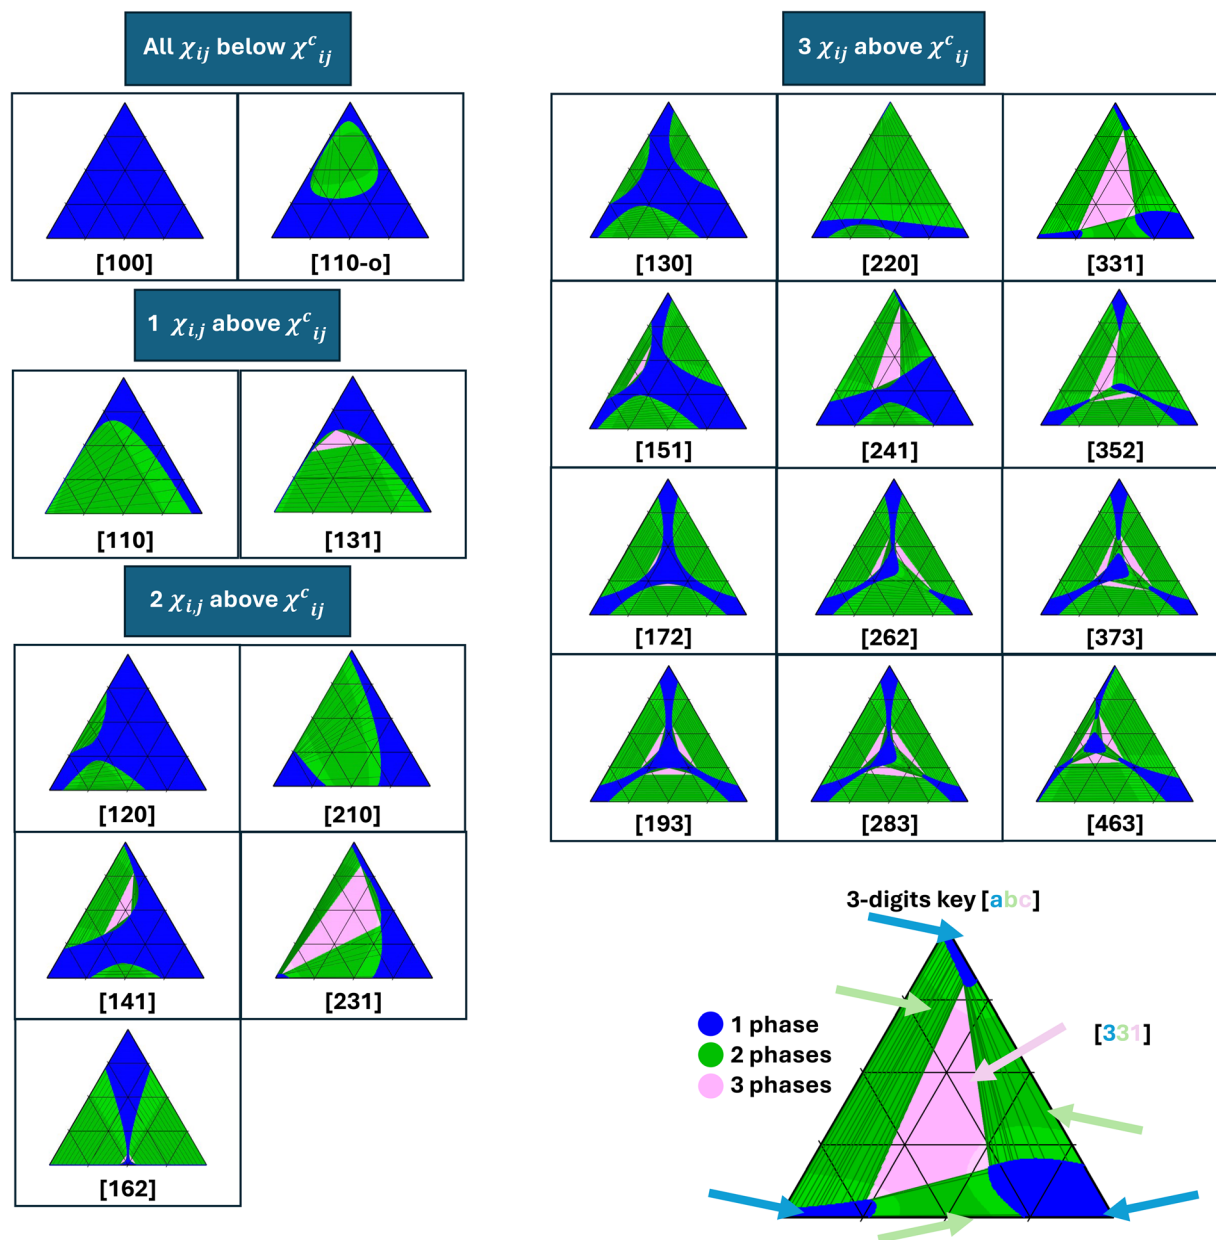 All χᵢⱼ below χᶜᵢⱼ
[100] [110-o]
1 χᵢ,ⱼ above χᶜᵢⱼ
[110] [131]
2 χᵢ,ⱼ above χᶜᵢⱼ
[120] [210]
[141] [231]
[162]
3 χᵢⱼ above χᶜᵢⱼ
[130] [220] [331]
[151] [241] [352]
[172] [262] [373]
[193] [283] [463]
3-digits key [abc]
1 phase
2 phases
3 phases
[331]